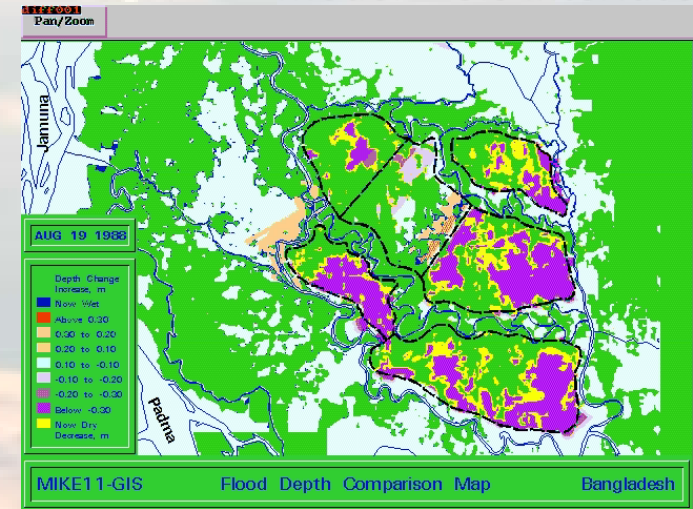 diff001
Pan/Zoom
Jamuna
AUG 19 1988
Depth Change
Increase, m
Now Wet
Above 0.30
0.30 to 0.20
0.20 to 0.10
0.10 to -0.10
-0.10 to -0.20
-0.20 to -0.30
Below -0.30
Now Dry
Decrease, m
Padma
MIKE11-GIS Flood Depth Comparison Map Bangladesh